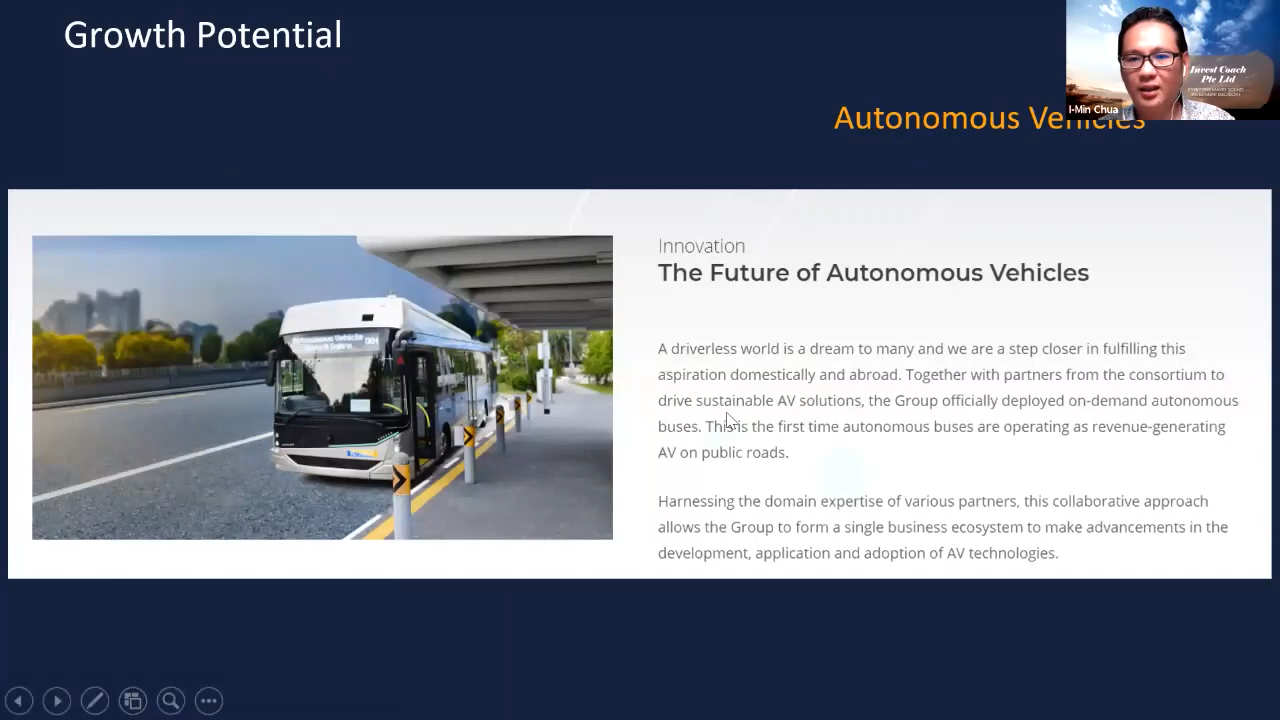 Growth Potential
Invest Coach
Pte Ltd
I-Min Chua
Autonomous Vehicles
Innovation
The Future of Autonomous Vehicles
Autonomous Vehicle
A driverless world is a dream to many and we are a step closer in fulfilling this
aspiration domestically and abroad. Together with partners from the consortium to
drive sustainable AV solutions, the Group officially deployed on-demand autonomous
buses. This is the first time autonomous buses are operating as revenue-generating
AV on public roads.
Harnessing the domain expertise of various partners, this collaborative approach
allows the Group to form a single business ecosystem to make advancements in the
development, application and adoption of AV technologies.